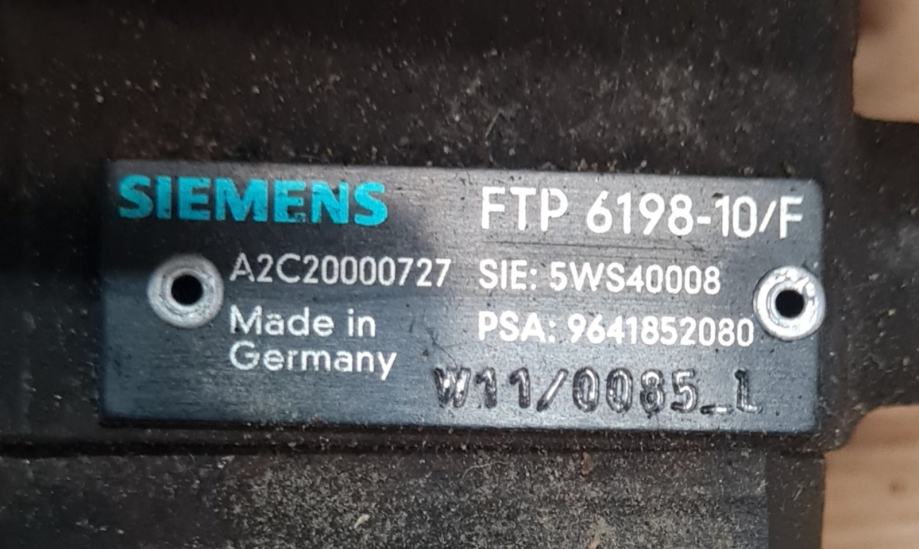 SIEMENS FTP 6198-10/F
A2C20000727 SIE: 5WS40008
Made in PSA: 9641852080
Germany
W11/0085_1